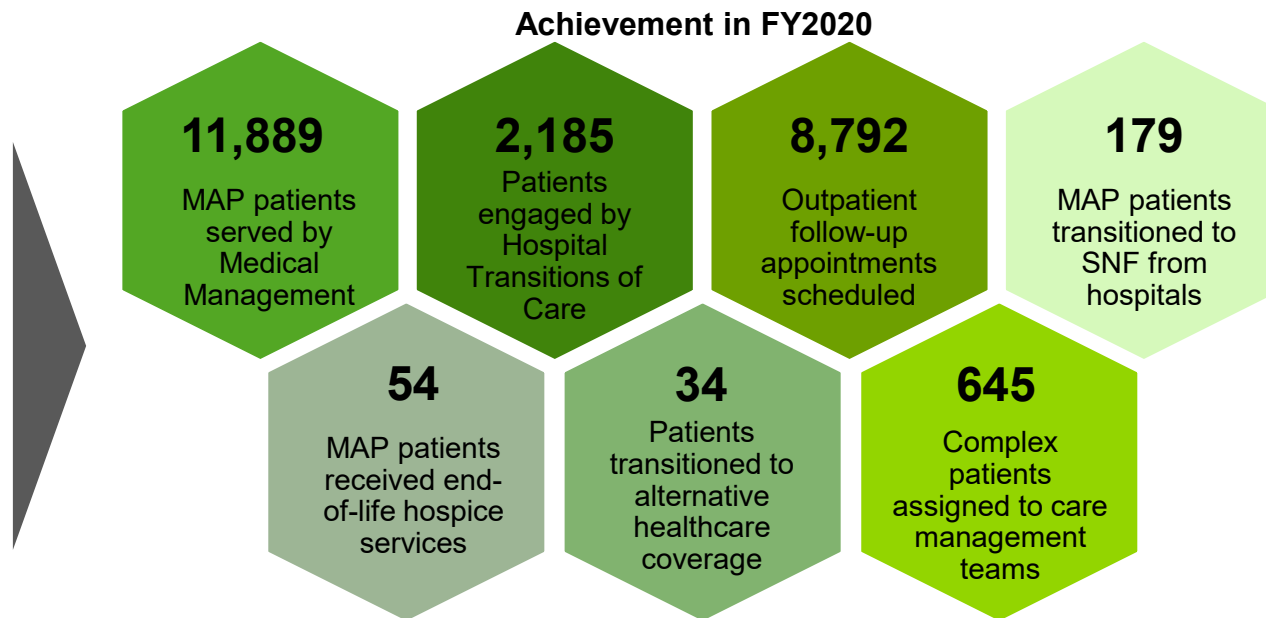 Achievement in FY2020
11,889
MAP patients
served by
Medical
Management
2,185
Patients
engaged by
Hospital
Transitions of
Care
8,792
Outpatient
follow-up
appointments
scheduled
179
MAP patients
transitioned to
SNF from
hospitals
54
MAP patients
received end-
of-life hospice
services
34
Patients
transitioned to
alternative
healthcare
coverage
645
Complex
patients
assigned to care
management
teams